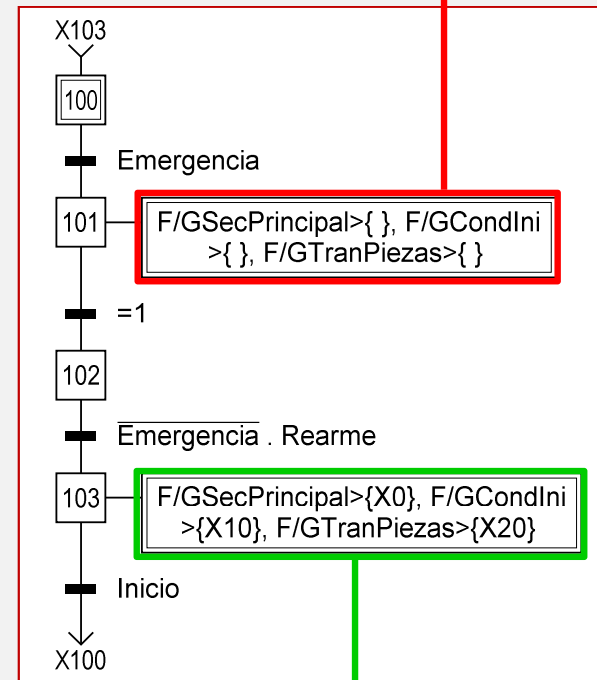 X103
100
Emergencia
101
F/GSecPrincipal>{ }, F/GCondIni
>{ }, F/GTranPiezas>{ }
=1
102
E̅m̅e̅r̅g̅e̅n̅c̅i̅a̅ . Rearme
103
F/GSecPrincipal>{X0}, F/GCondIni
>{X10}, F/GTranPiezas>{X20}
Inicio
X100